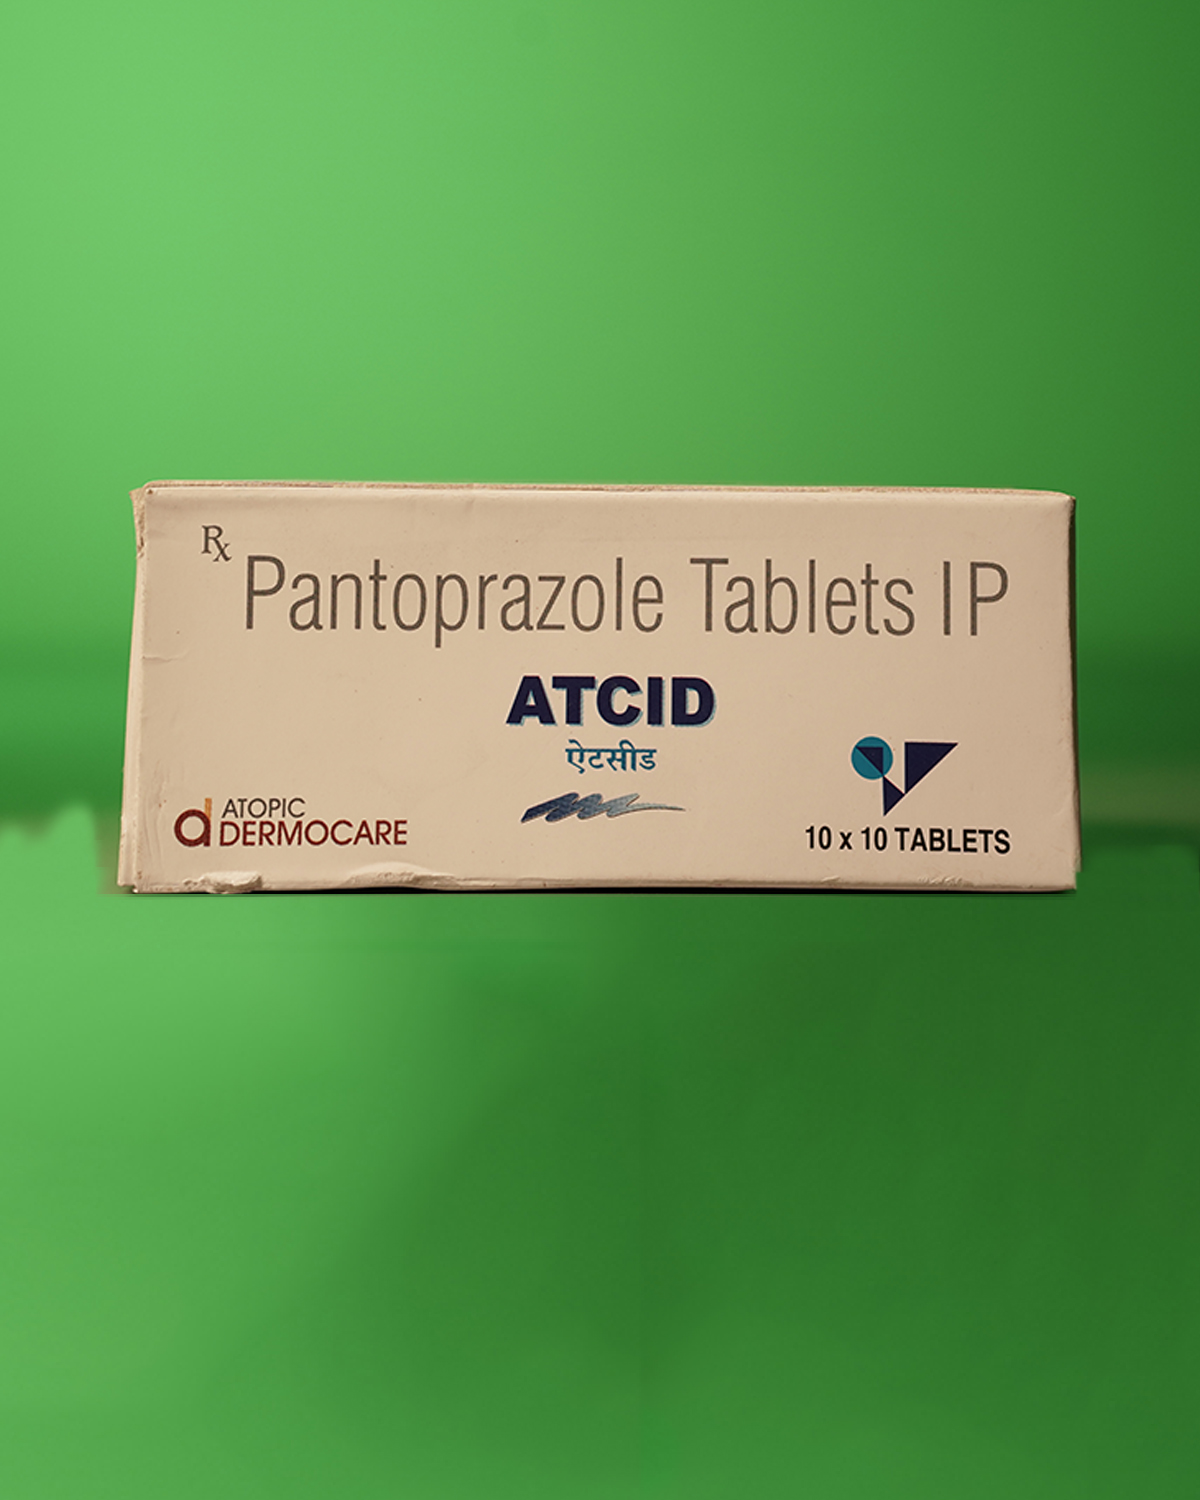 Rx
Pantoprazole Tablets IP
ATCID
ऐटसीड
ATOPIC
DERMOCARE
10 x 10 TABLETS